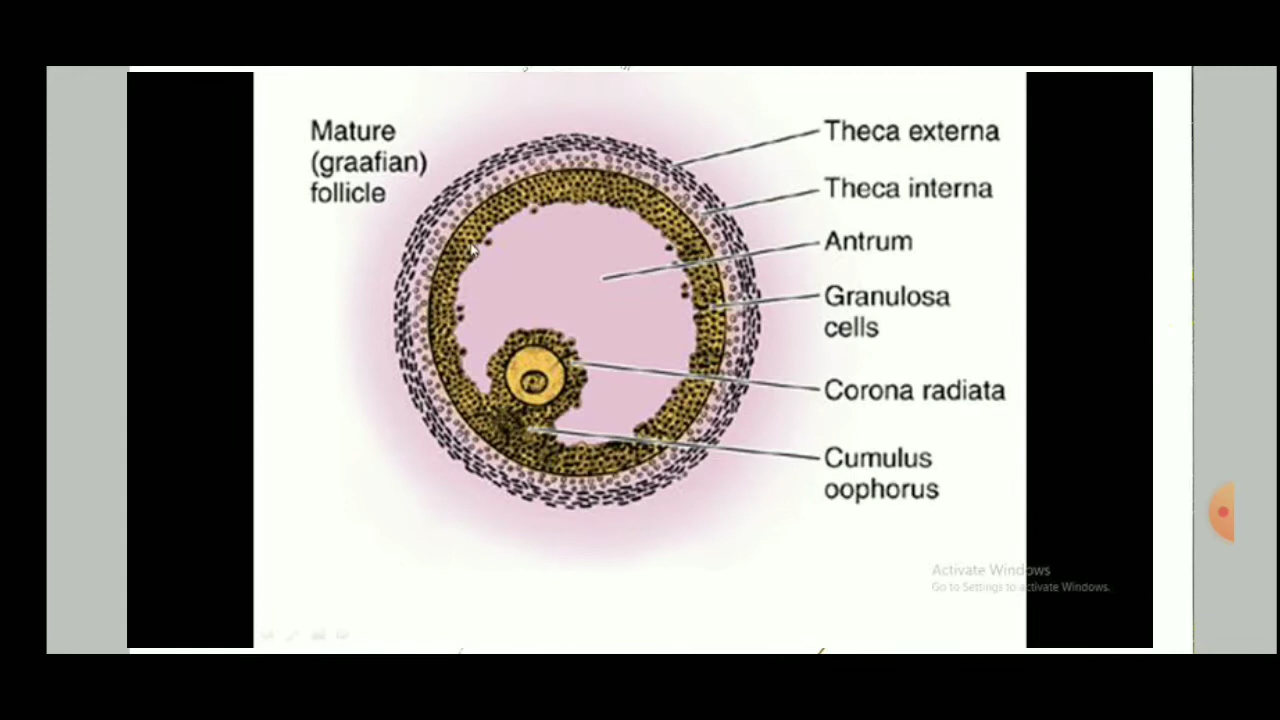 Mature
(graafian)
follicle
Theca externa
Theca interna
Antrum
Granulosa
cells
Corona radiata
Cumulus
oophorus
Activate Windows
Go to Settings to activate Windows.